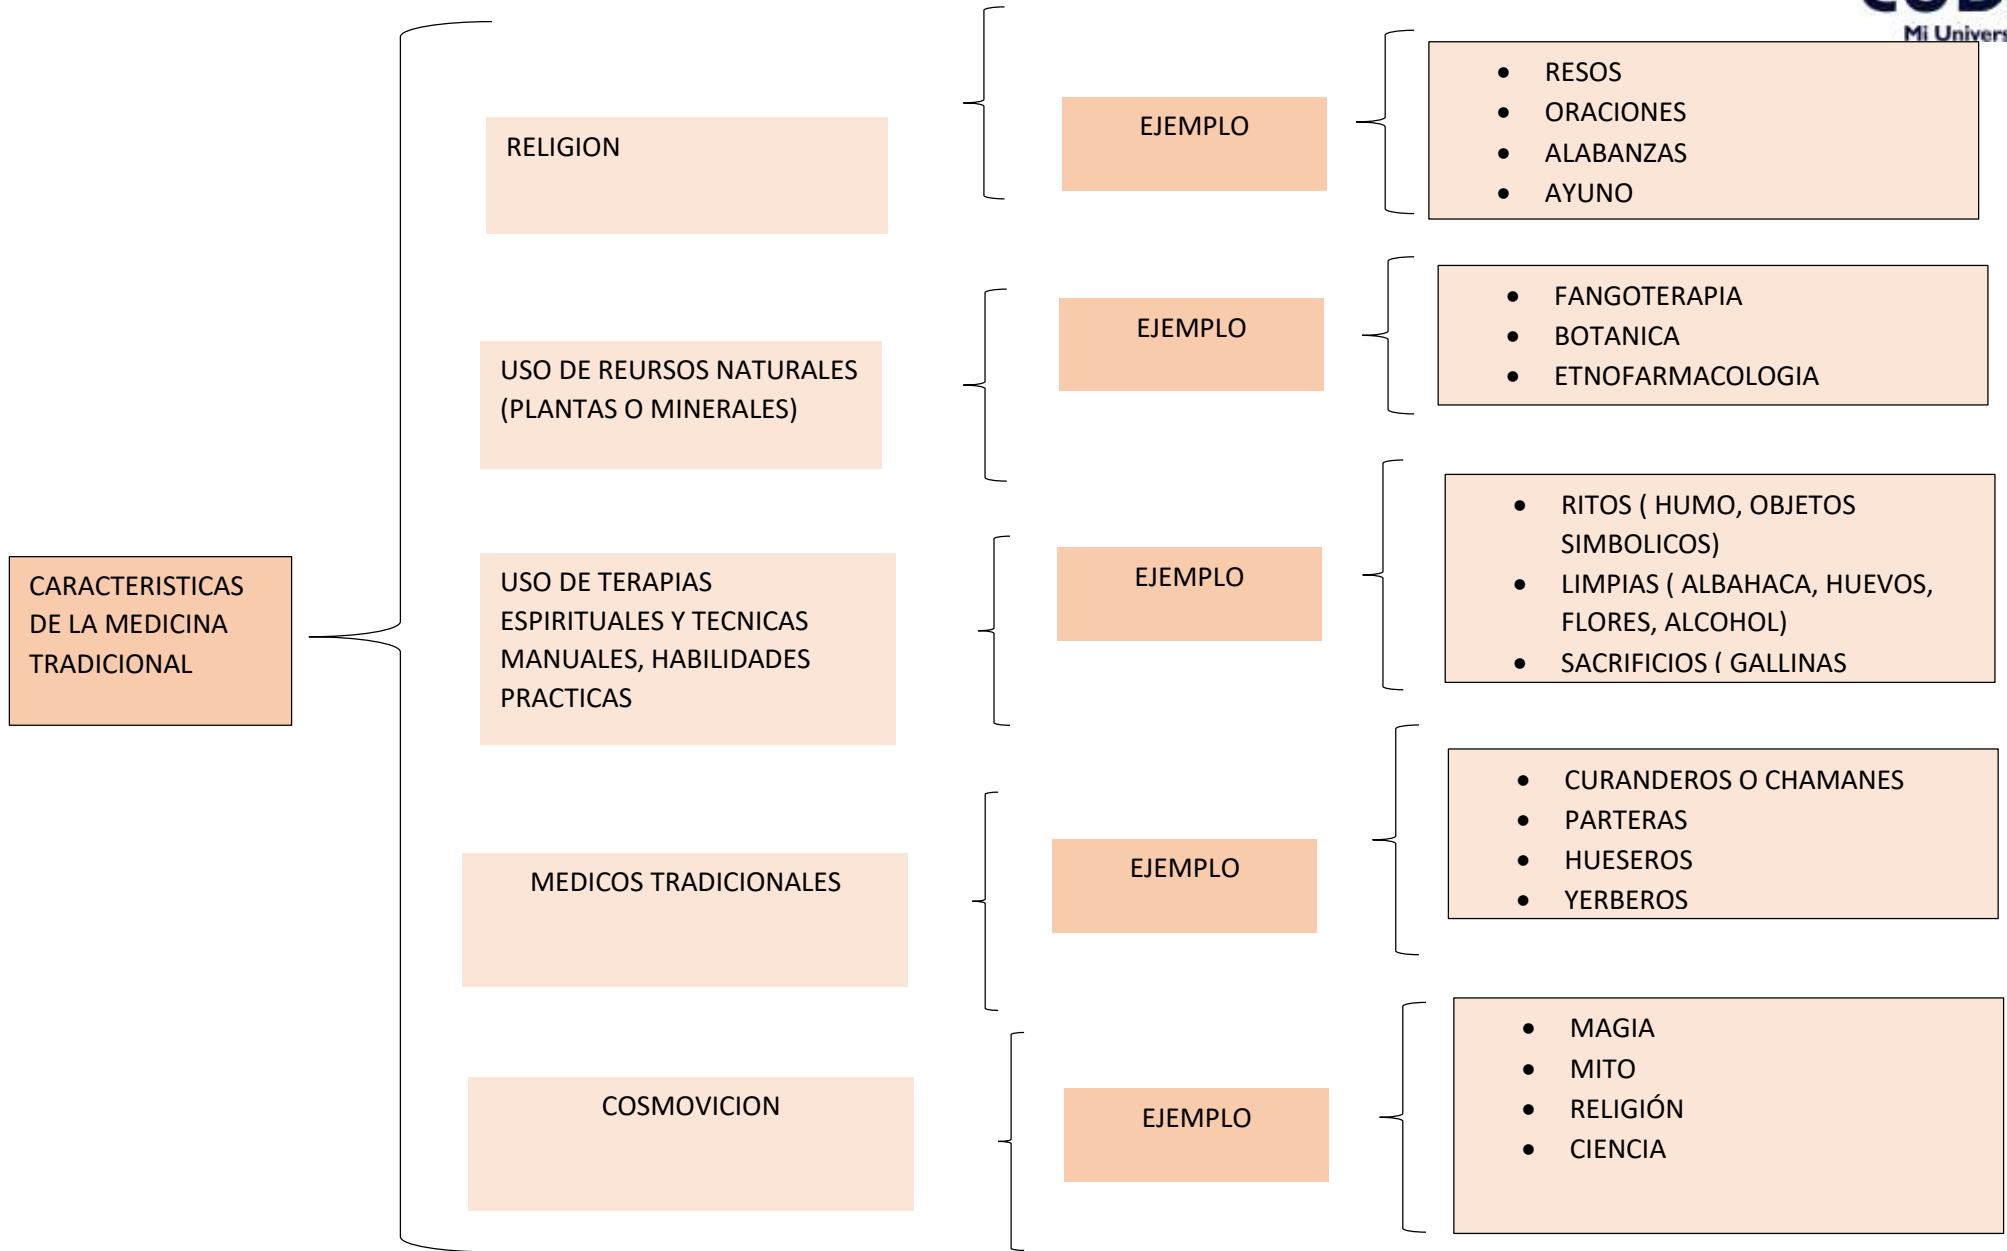 Mi Univers
RELIGION
EJEMPLO
• RESOS
• ORACIONES
• ALABANZAS
• AYUNO
USO DE REURSOS NATURALES
(PLANTAS O MINERALES)
EJEMPLO
• FANGOTERAPIA
• BOTANICA
• ETNOFARMACOLOGIA
CARACTERISTICAS
DE LA MEDICINA
TRADICIONAL
USO DE TERAPIAS
ESPIRITUALES Y TECNICAS
MANUALES, HABILIDADES
PRACTICAS
EJEMPLO
• RITOS ( HUMO, OBJETOS
SIMBOLICOS)
• LIMPIAS ( ALBAHACA, HUEVOS,
FLORES, ALCOHOL)
• SACRIFICIOS ( GALLINAS
MEDICOS TRADICIONALES
EJEMPLO
• CURANDEROS O CHAMANES
• PARTERAS
• HUESEROS
• YERBEROS
COSMOVICION
EJEMPLO
• MAGIA
• MITO
• RELIGIÓN
• CIENCIA